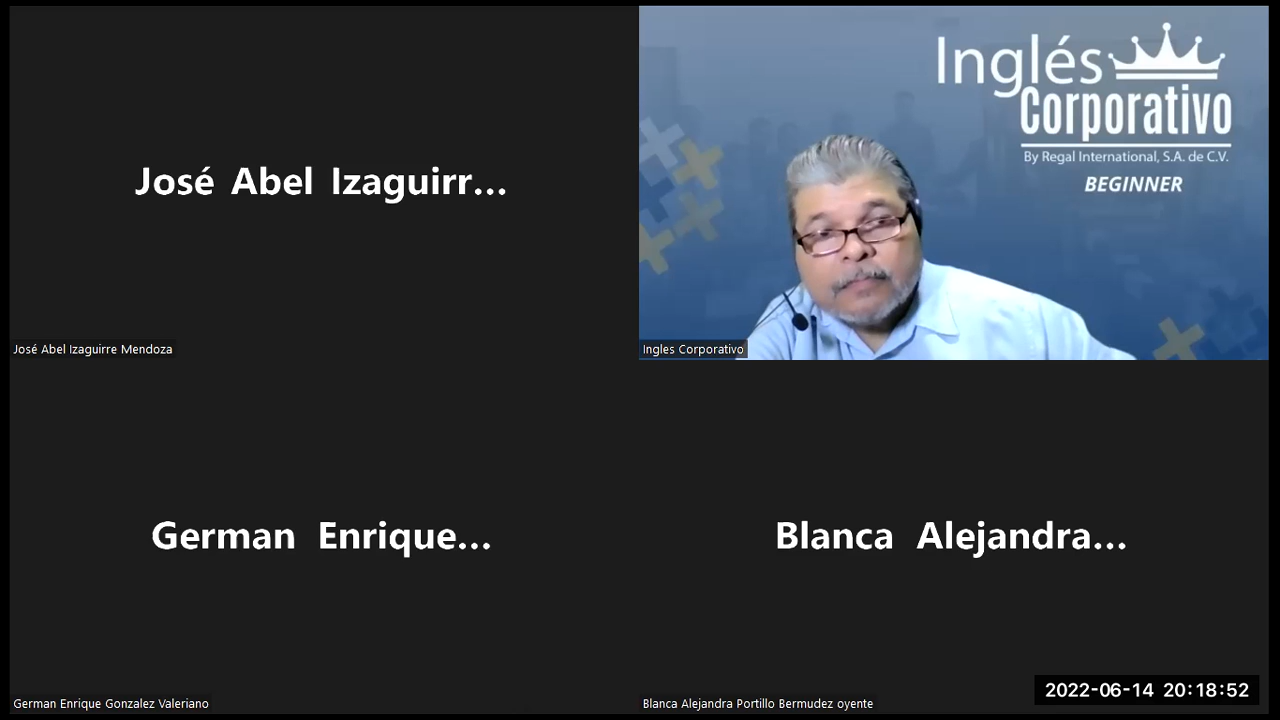 José Abel Izaguirr...
José Abel Izaguirre Mendoza
Inglés
Corporativo
By Regal International, S.A. de C.V.
BEGINNER
Ingles Corporativo
German Enrique...
German Enrique Gonzalez Valeriano
Blanca Alejandra...
Blanca Alejandra Portillo Bermudez oyente
2022-06-14 20:18:52